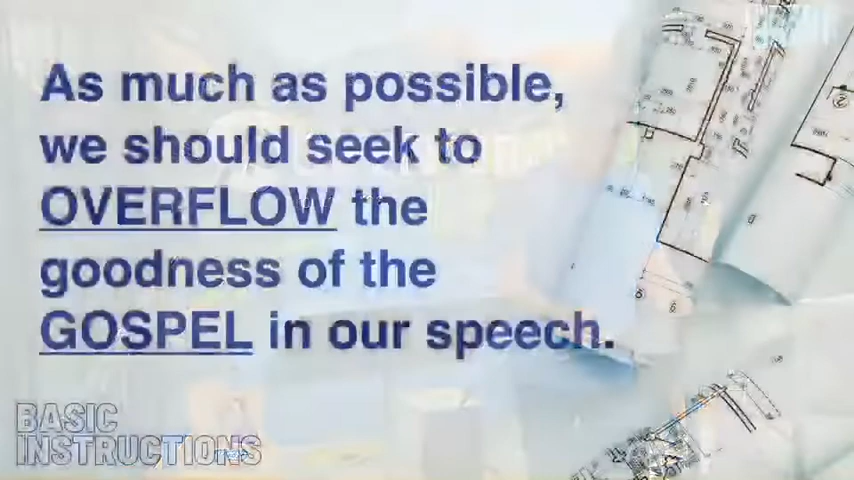 As much as possible,
we should seek to
OVERFLOW the
goodness of the
GOSPEL in our speech.
BASIC
INSTRUCTIONS